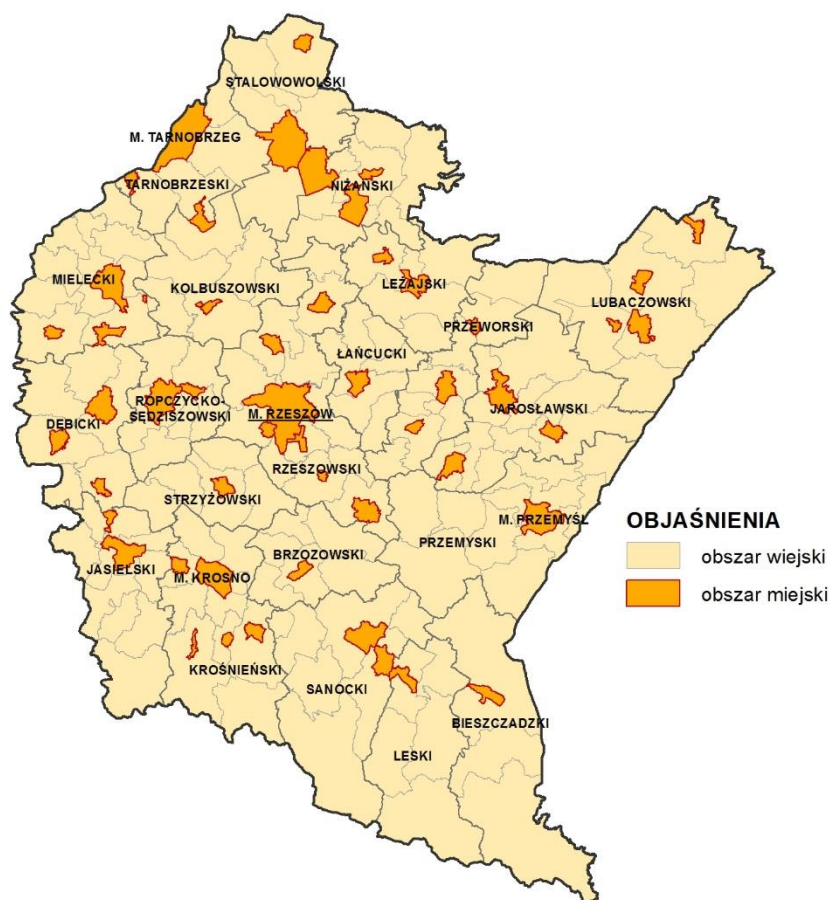 STALOWOWOLSKI
M. TARNOBRZEG
TARNOBRZESKI
NIŻAŃSKI
MIELECKI
KOLBUSZOWSKI
LEŻAJSKI
LUBACZOWSKI
PRZEWORSKI
ŁAŃCUCKI
ROPCZYCKO-
SĘDZISZOWSKI
M. RZESZÓW
JAROSŁAWSKI
DĘBICKI
RZESZOWSKI
STRZYŻOWSKI
M. PRZEMYŚL
PRZEMYSKI
BRZOZOWSKI
JASIELSKI
M. KROSNO
KROŚNIEŃSKI
SANOCKI
BIESZCZADZKI
LESKI
OBJAŚNIENIA
obszar wiejski
obszar miejski